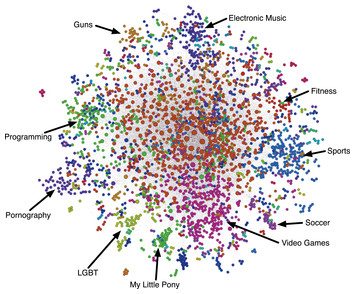 Guns
Electronic Music
Fitness
Programming
Sports
Pornography
Soccer
Video Games
LGBT
My Little Pony